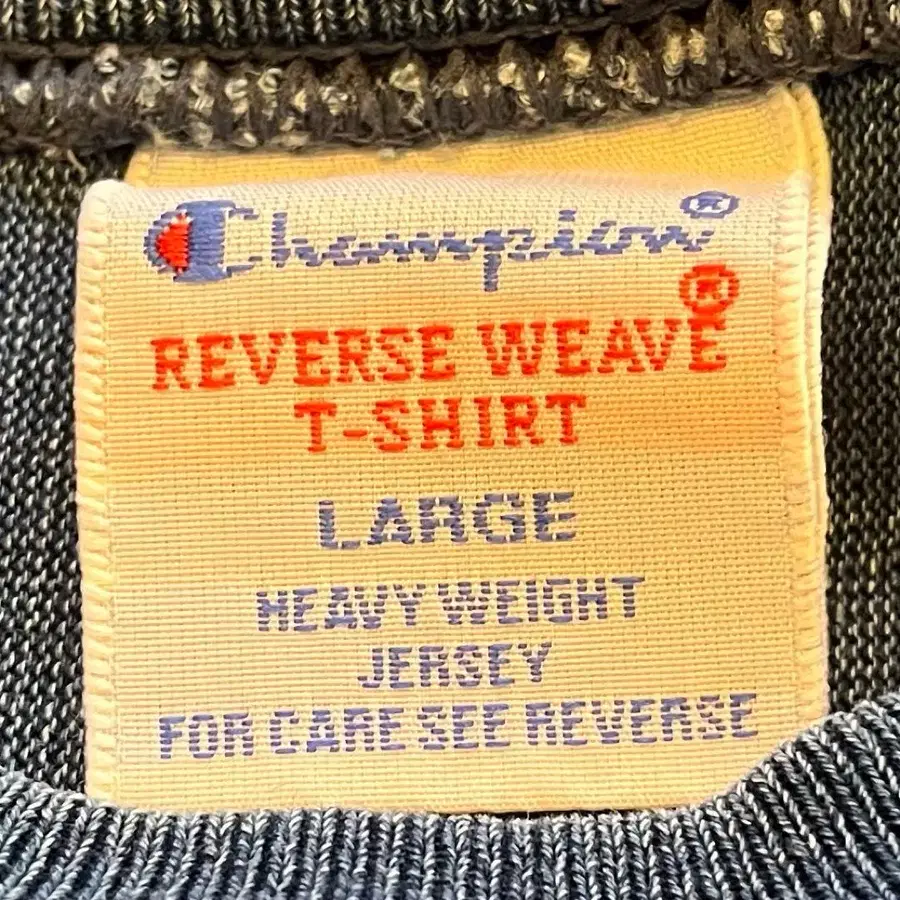 Champion®
REVERSE WEAVE®
T-SHIRT
LARGE
HEAVY WEIGHT
JERSEY
FOR CARE SEE REVERSE